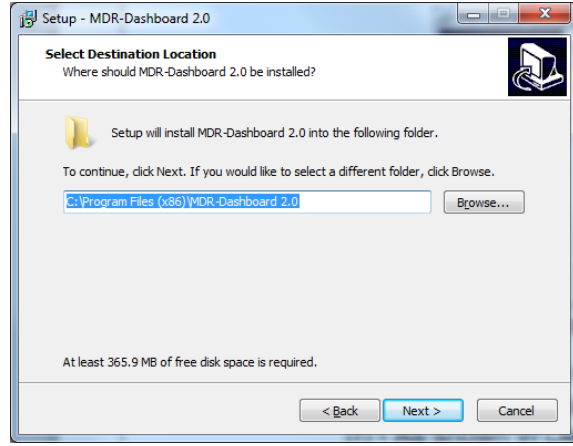 Setup - MDR-Dashboard 2.0
Select Destination Location
Where should MDR-Dashboard 2.0 be installed?
Setup will install MDR-Dashboard 2.0 into the following folder.
To continue, click Next. If you would like to select a different folder, click Browse.
C:\Program Files (x86)\MDR-Dashboard 2.0
Browse...
At least 365.9 MB of free disk space is required.
< Back
Next >
Cancel